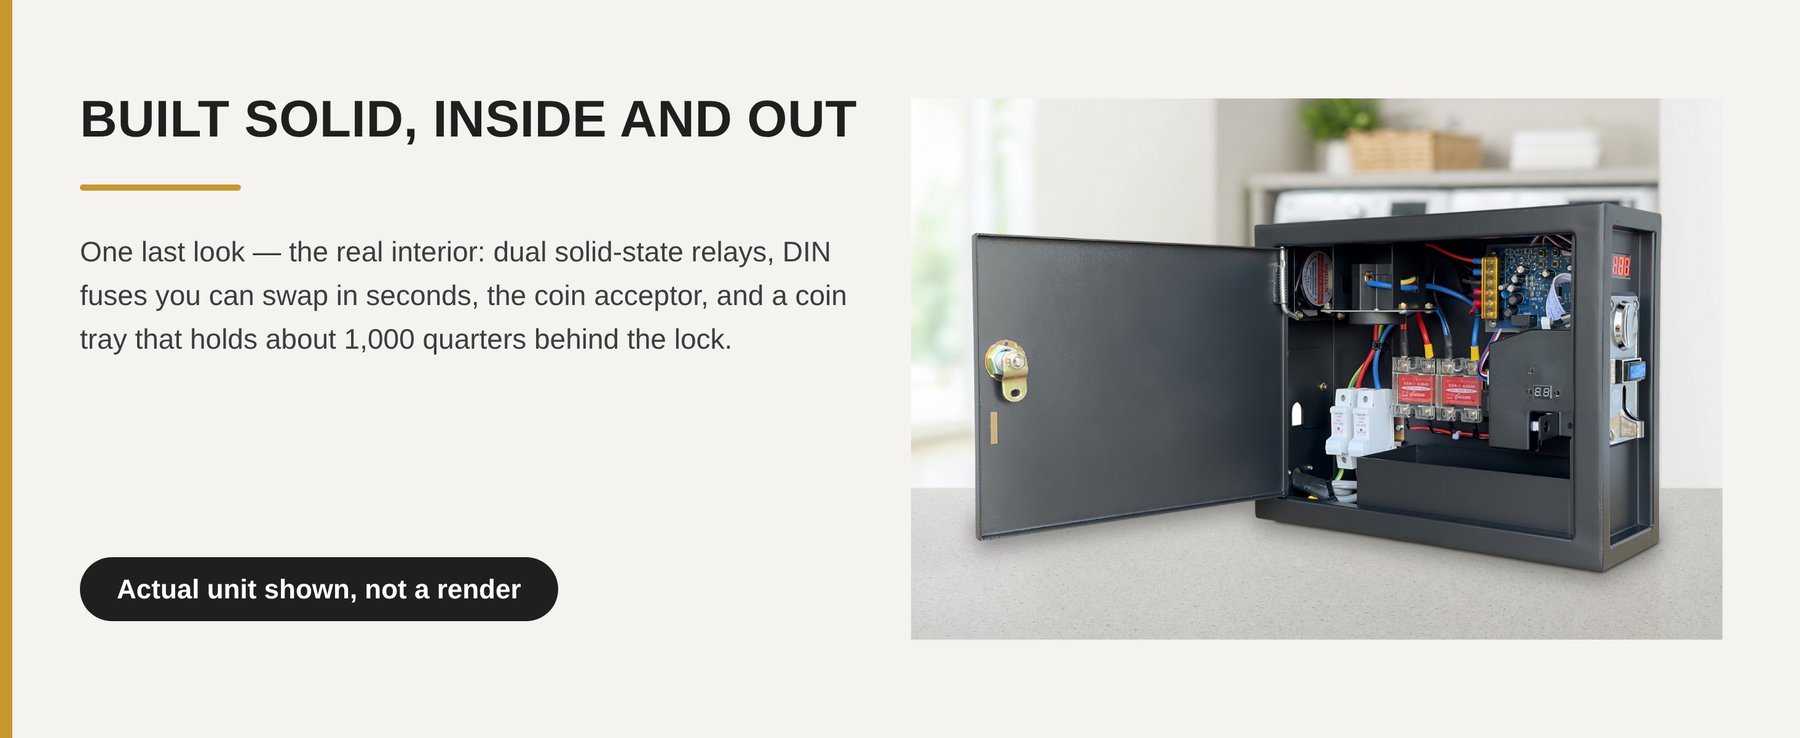 BUILT SOLID, INSIDE AND OUT
One last look — the real interior: dual solid-state relays, DIN
fuses you can swap in seconds, the coin acceptor, and a coin
tray that holds about 1,000 quarters behind the lock.
Actual unit shown, not a render